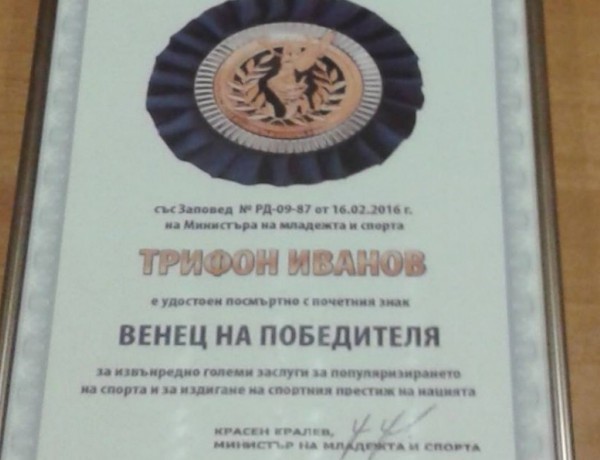 със Заповед № РД-09-87 от 16.02.2016 г.
на Министъра на младежта и спорта
ТРИФОН ИВАНОВ
е удостоен посмъртно с почетния знак
ВЕНЕЦ НА ПОБЕДИТЕЛЯ
за извънредно големи заслуги за популяризирането
на спорта и за издигане на спортния престиж на нацията
КРАСЕН КРАЛЕВ,
МИНИСТЪР НА МЛАДЕЖТА И СПОРТА